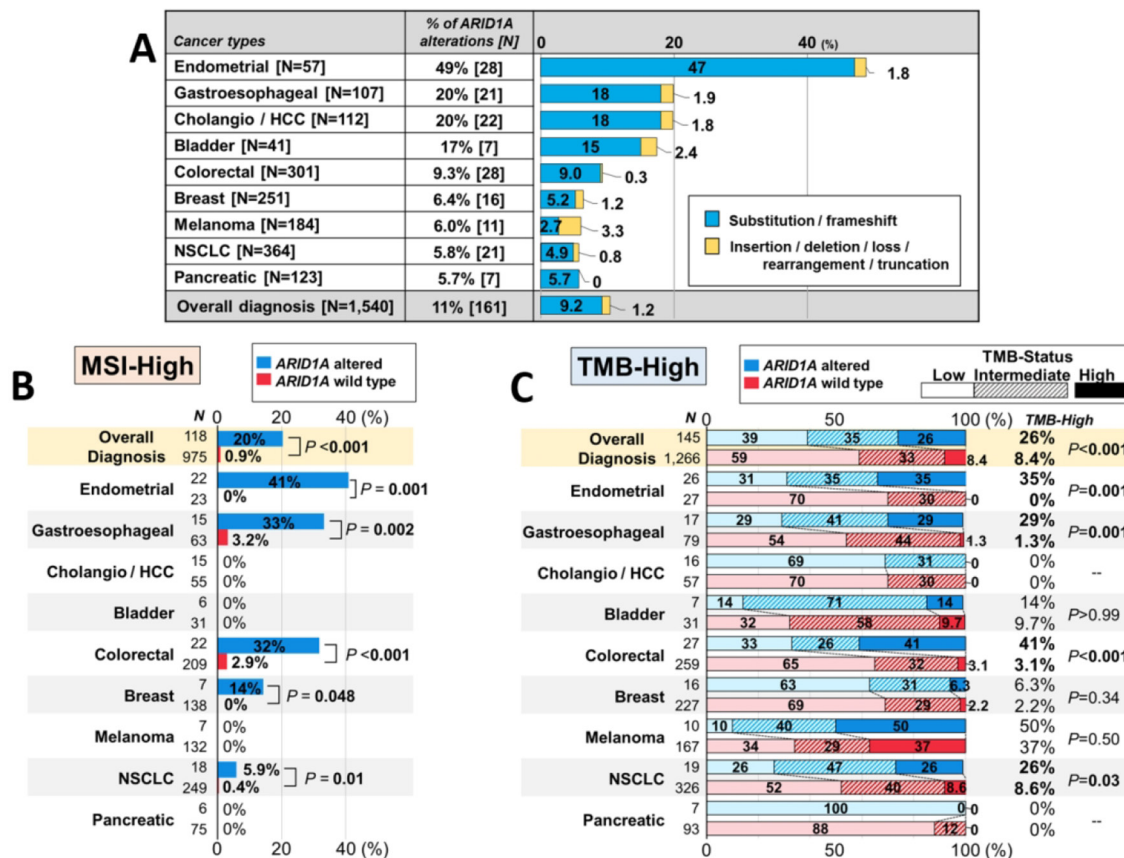 A
Cancer types % of ARID1A alterations [N] 0 20 40 (%)
Endometrial [N=57] 49% [28] 47 1.8
Gastroesophageal [N=107] 20% [21] 18 1.9
Cholangio / HCC [N=112] 20% [22] 18 1.8
Bladder [N=41] 17% [7] 15 2.4
Colorectal [N=301] 9.3% [28] 9.0 0.3
Breast [N=251] 6.4% [16] 5.2 1.2
Melanoma [N=184] 6.0% [11] 2.7 3.3
NSCLC [N=364] 5.8% [21] 4.9 0.8
Pancreatic [N=123] 5.7% [7] 5.7 0
Overall diagnosis [N=1,540] 11% [161] 9.2 1.2
Substitution / frameshift
Insertion / deletion / loss /
rearrangement / truncation
B
MSI-High
ARID1A altered
ARID1A wild type
N 0 20 40 (%)
Overall 118 20%
Diagnosis 975 0.9% P <0.001
Endometrial 22 41%
23 0% P = 0.001
Gastroesophageal 15 33%
63 3.2% P = 0.002
Cholangio / HCC 15 0%
55 0%
Bladder 6 0%
31 0%
Colorectal 22 32%
209 2.9% P <0.001
Breast 7 14%
138 0% P = 0.048
Melanoma 7 0%
132 0%
NSCLC 18 5.9%
249 0.4% P = 0.01
Pancreatic 6 0%
75 0%
0 20 40 (%)
C
TMB-High
ARID1A altered
ARID1A wild type
TMB-Status
Low Intermediate High
N 0 50 100 (%) TMB-High
Overall 145 39 35 26 26%
Diagnosis 1,266 59 33 8.4 8.4% P<0.001
Endometrial 26 31 35 35 35%
27 70 30 0 0% P=0.001
Gastroesophageal 17 29 41 29 29%
79 54 44 1.3 1.3% P=0.001
Cholangio / HCC 16 69 31 0 0%
57 70 30 0 0% --
Bladder 7 14 71 14 14%
31 32 58 9.7 9.7% P>0.99
Colorectal 27 33 26 41 41%
259 65 32 3.1 3.1% P<0.001
Breast 16 63 31 6.3 6.3%
227 69 29 2.2 2.2% P=0.34
Melanoma 10 10 40 50 50%
167 34 29 37 37% P=0.50
NSCLC 19 26 47 26 26%
326 52 40 8.6 8.6% P=0.03
Pancreatic 7 100 0 0 0%
93 88 12 0 0% --
0 50 100 (%)